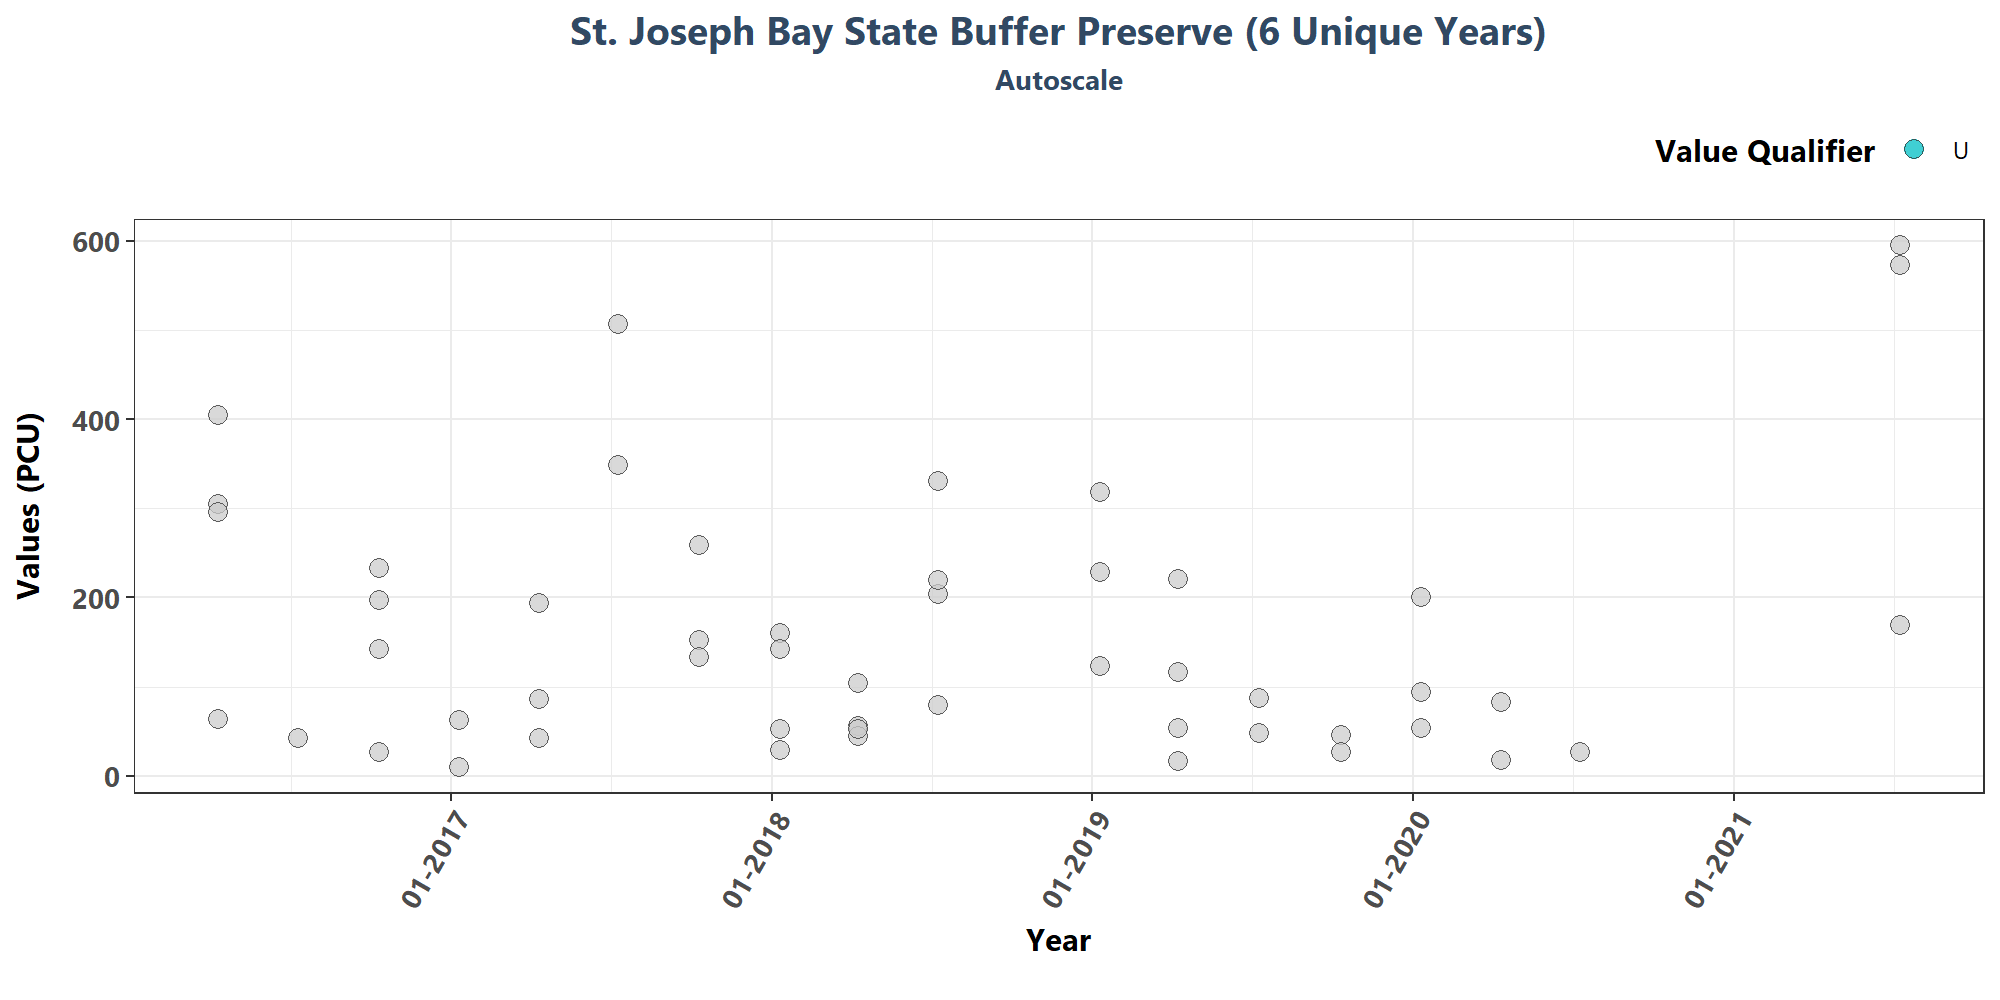 St. Joseph Bay State Buffer Preserve (6 Unique Years)
Autoscale
Value Qualifier U
Values (PCU)
600
400
200
0
01-2017
01-2018
01-2019
01-2020
01-2021
Year